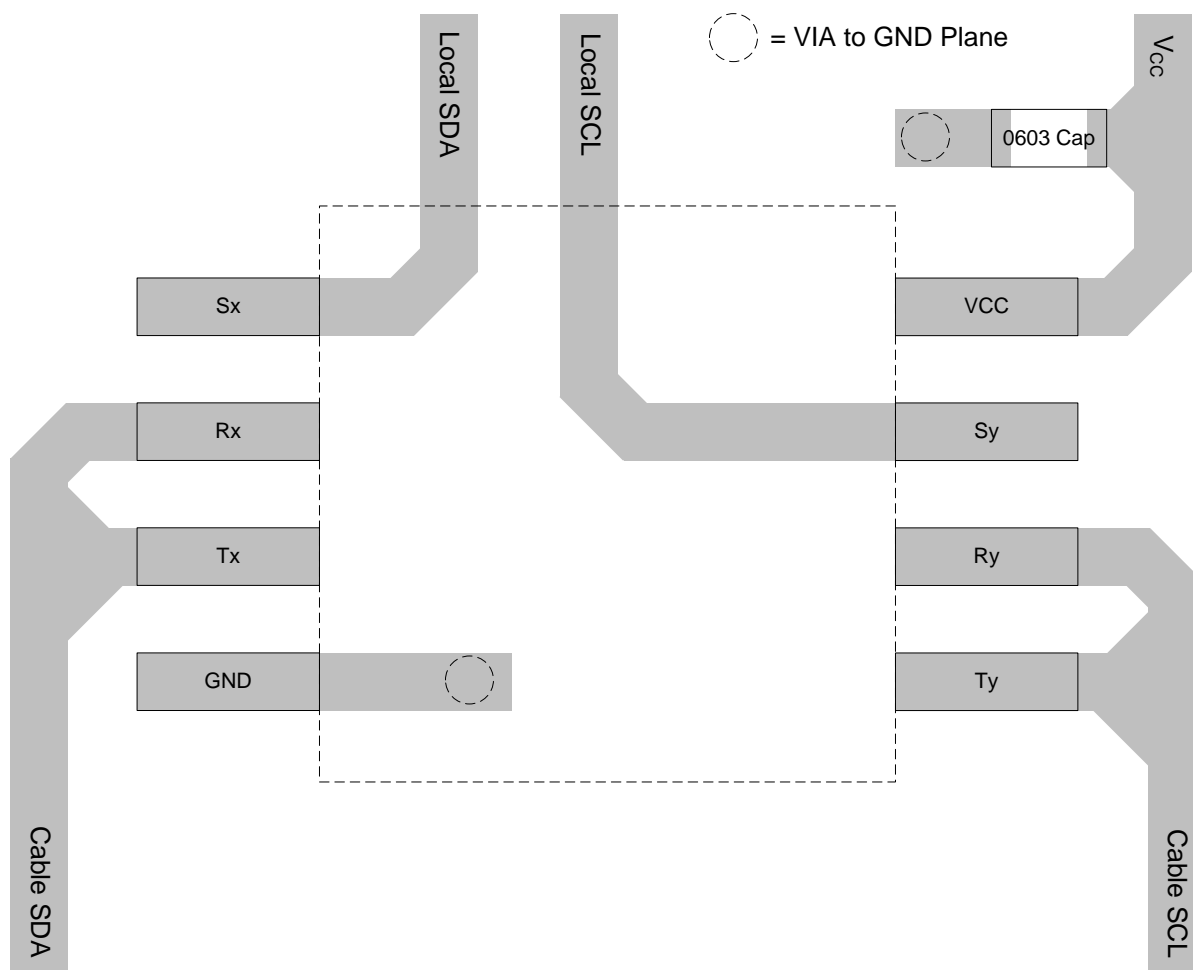 Local SDA
Local SCL
= VIA to GND Plane
Vcc
0603 Cap
Sx
VCC
Rx
Sy
Tx
Ry
GND
Ty
Cable SDA
Cable SCL